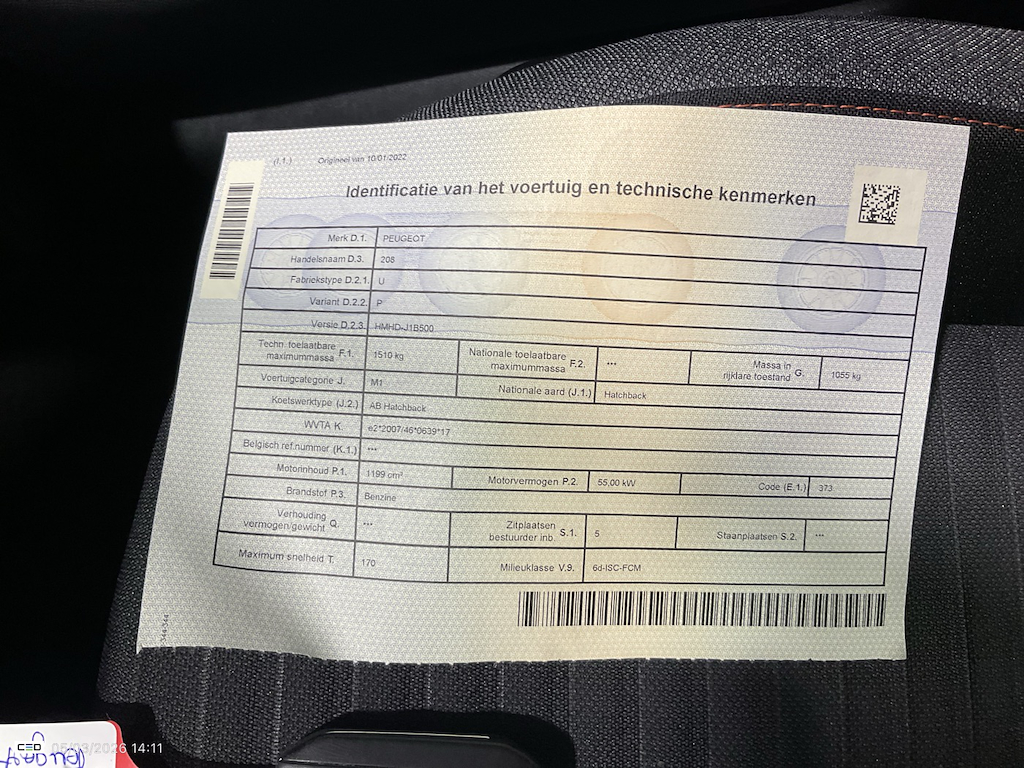 (I.1.) Origineel van 10/01/2022
Identificatie van het voertuig en technische kenmerken
Merk D.1. PEUGEOT
Handelsnaam D.3. 208
Fabriekstype D.2.1. U
Variant D.2.2. P
Versie D.2.3. HMHD-J1B500
Techn. toelaatbare maximummassa F.1. 1510 kg Nationale toelaatbare maximummassa F.2. *** Massa in rijklare toestand G. 1055 kg
Voertuigcategorie J. M1 Nationale aard (J.1.) Hatchback
Koetswerktype (J.2.) AB Hatchback
WVTA K. e2*2007/46*0639*17
Belgisch ref.nummer (K.1.) ***
Motorinhoud P.1. 1199 cm³ Motorvermogen P.2. 55,00 kW Code (E.1.) 373
Brandstof P.3. Benzine
Verhouding vermogen/gewicht Q. *** Zitplaatsen bestuurder inb. S.1. 5 Staanplaatsen S.2. ***
Maximum snelheid T. 170 Milieuklasse V.9. 6d-ISC-FCM
05/03/2026 14:11